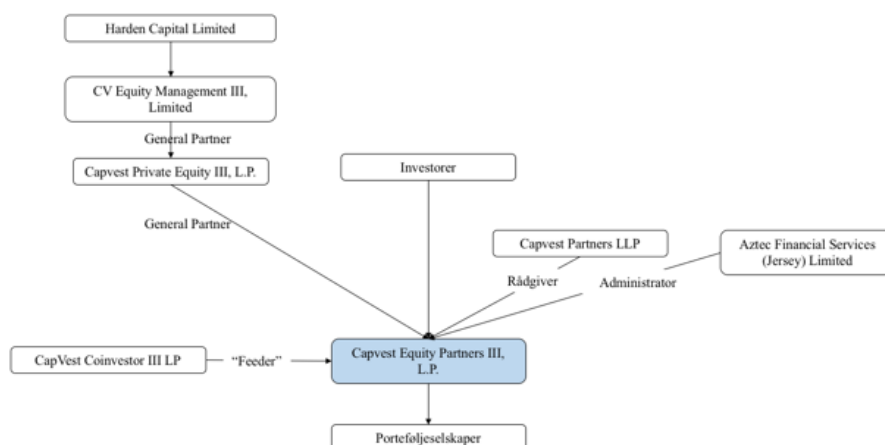 Harden Capital Limited
CV Equity Management III,
Limited
General Partner
Capvest Private Equity III, L.P.
Investorer
General Partner
Capvest Partners LLP
Aztec Financial Services
(Jersey) Limited
Rådgiver
Administrator
CapVest Coinvestor III LP
“Feeder”
Capvest Equity Partners III,
L.P.
Porteføljeselskaper